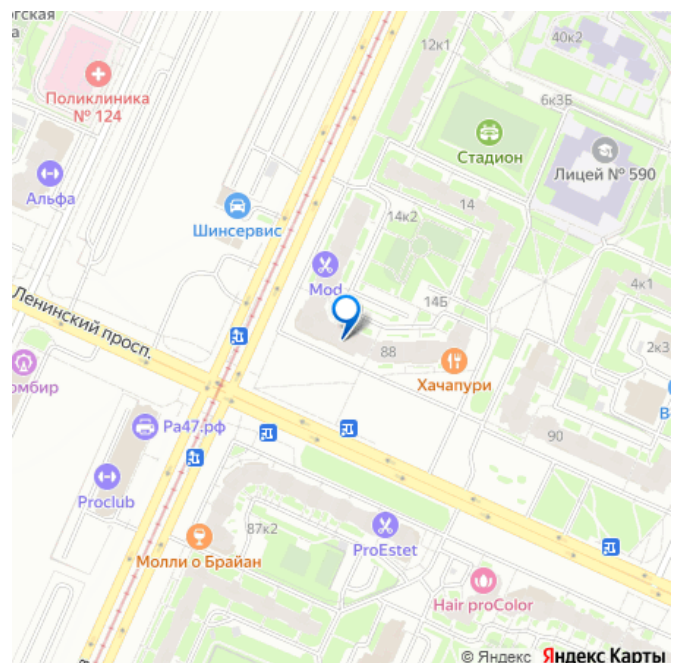 12к1
40к2
Поликлиника
№ 124
6к3Б
Стадион
Лицей № 590
Альфа
Шинсервис
14
14к2
Mod
14Б
4к1
Ленинский просп.
88
2к3
Хачапури
Ра47.рф
90
Proclub
87к2
Молли о Брайан
ProEstet
Hair proColor
© Яндекс Яндекс Карты